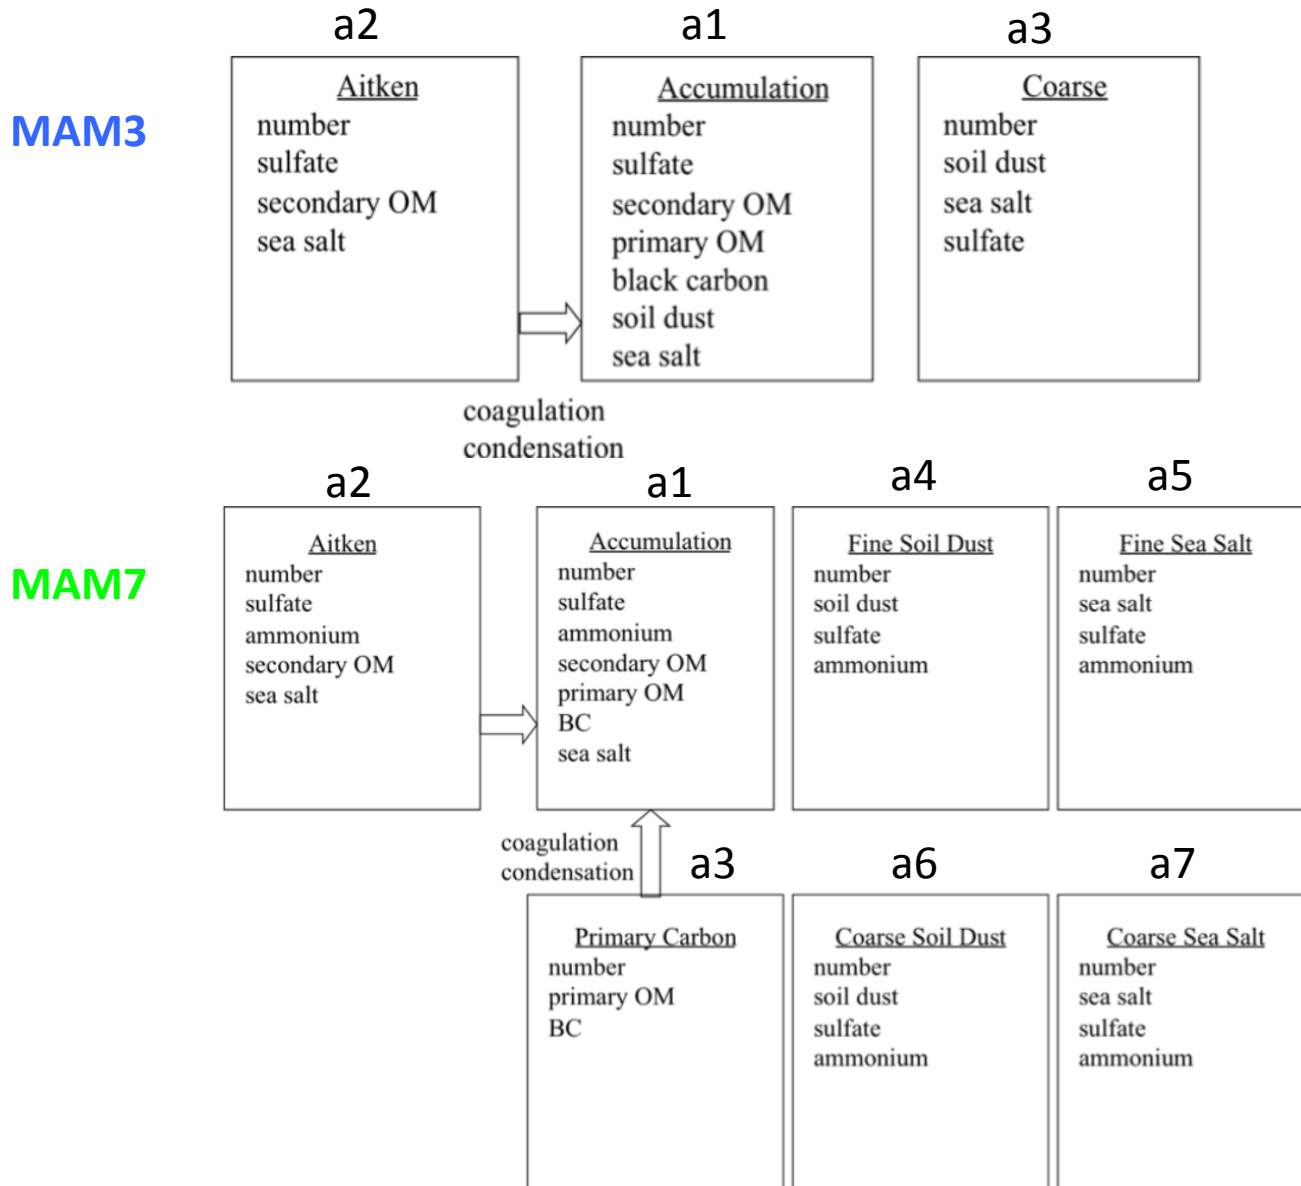 a2
a1
a3
MAM3
Aitken
number
sulfate
secondary OM
sea salt
Accumulation
number
sulfate
secondary OM
primary OM
black carbon
soil dust
sea salt
Coarse
number
soil dust
sea salt
sulfate
coagulation
condensation
a2
a1
a4
a5
MAM7
Aitken
number
sulfate
ammonium
secondary OM
sea salt
Accumulation
number
sulfate
ammonium
secondary OM
primary OM
BC
sea salt
Fine Soil Dust
number
soil dust
sulfate
ammonium
Fine Sea Salt
number
sea salt
sulfate
ammonium
coagulation
condensation
a3
a6
a7
Primary Carbon
number
primary OM
BC
Coarse Soil Dust
number
soil dust
sulfate
ammonium
Coarse Sea Salt
number
sea salt
sulfate
ammonium